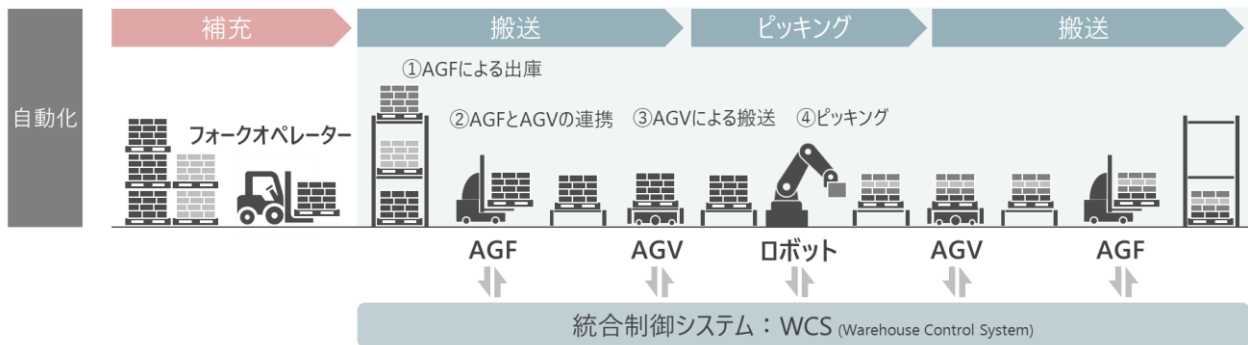 補充
搬送
ピッキング
搬送
自動化
①AGFによる出庫
②AGFとAGVの連携
③AGVによる搬送
④ピッキング
フォークオペレーター
AGF
AGV
ロボット
AGV
AGF
統合制御システム：WCS (Warehouse Control System)